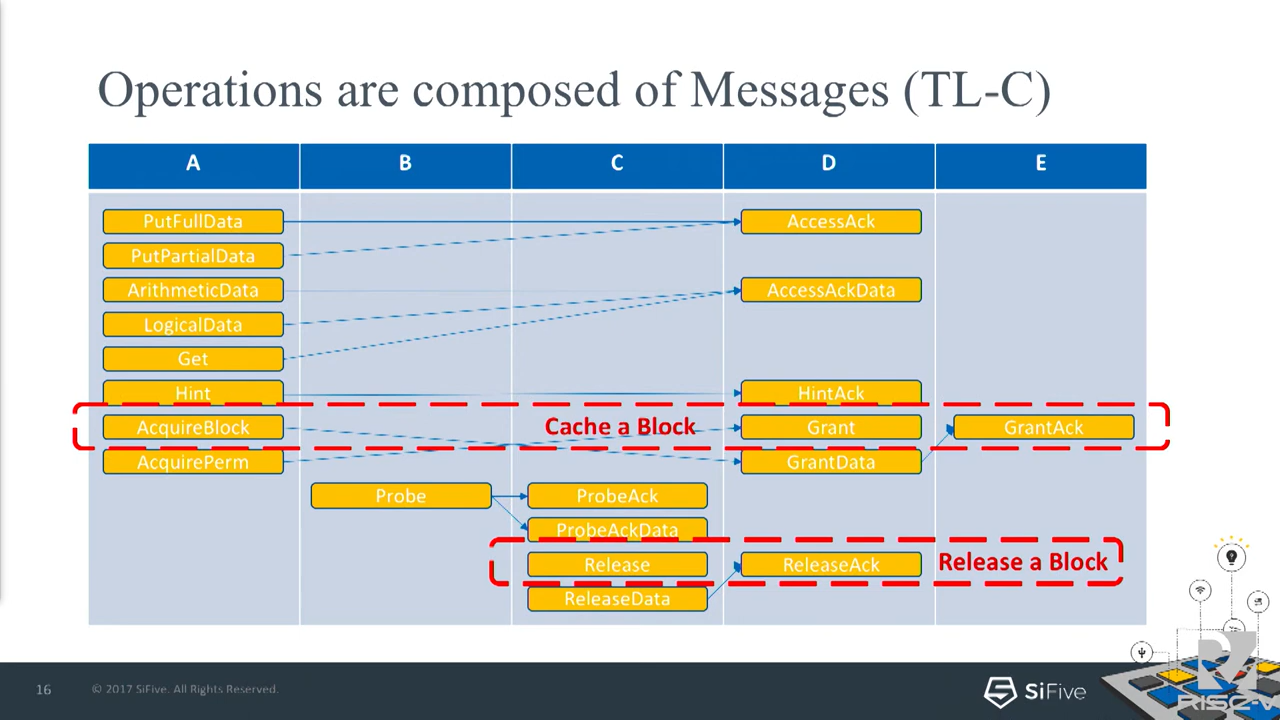 Operations are composed of Messages (TL-C)
A B C D E
PutFullData AccessAck
PutPartialData
ArithmeticData AccessAckData
LogicalData
Get
Hint HintAck
AcquireBlock Cache a Block Grant GrantAck
AcquirePerm GrantData
Probe ProbeAck
ProbeAckData
Release ReleaseAck Release a Block
ReleaseData
16 © 2017 SiFive. All Rights Reserved. SiFive
RISC-V